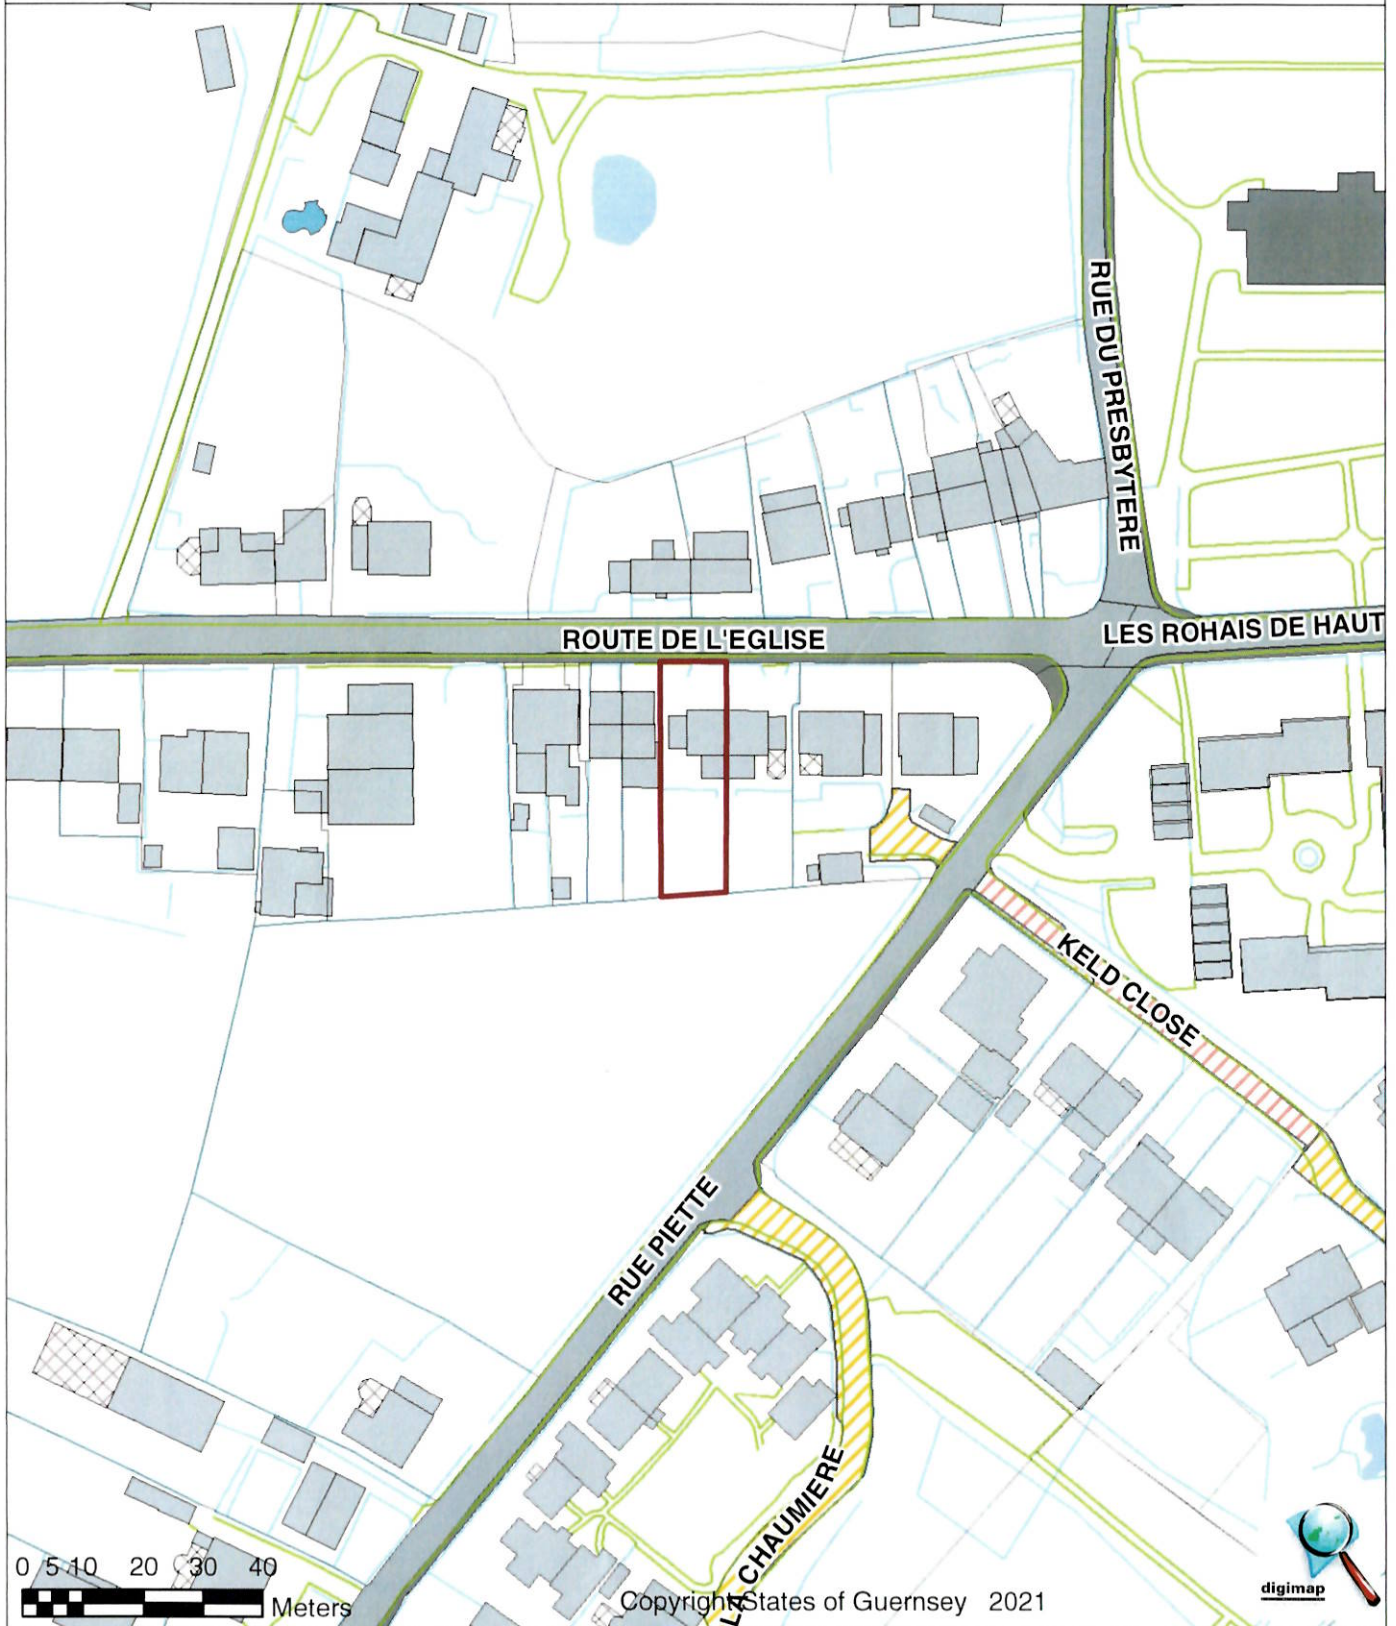 RUE DU PRESBYTERE
ROUTE DE L'EGLISE
LES ROHAIS DE HAUT
KELD CLOSE
RUE PIETTE
LA CHAUMIERE
0 5 10 20 30 40
Meters
Copyright States of Guernsey 2021
digimap